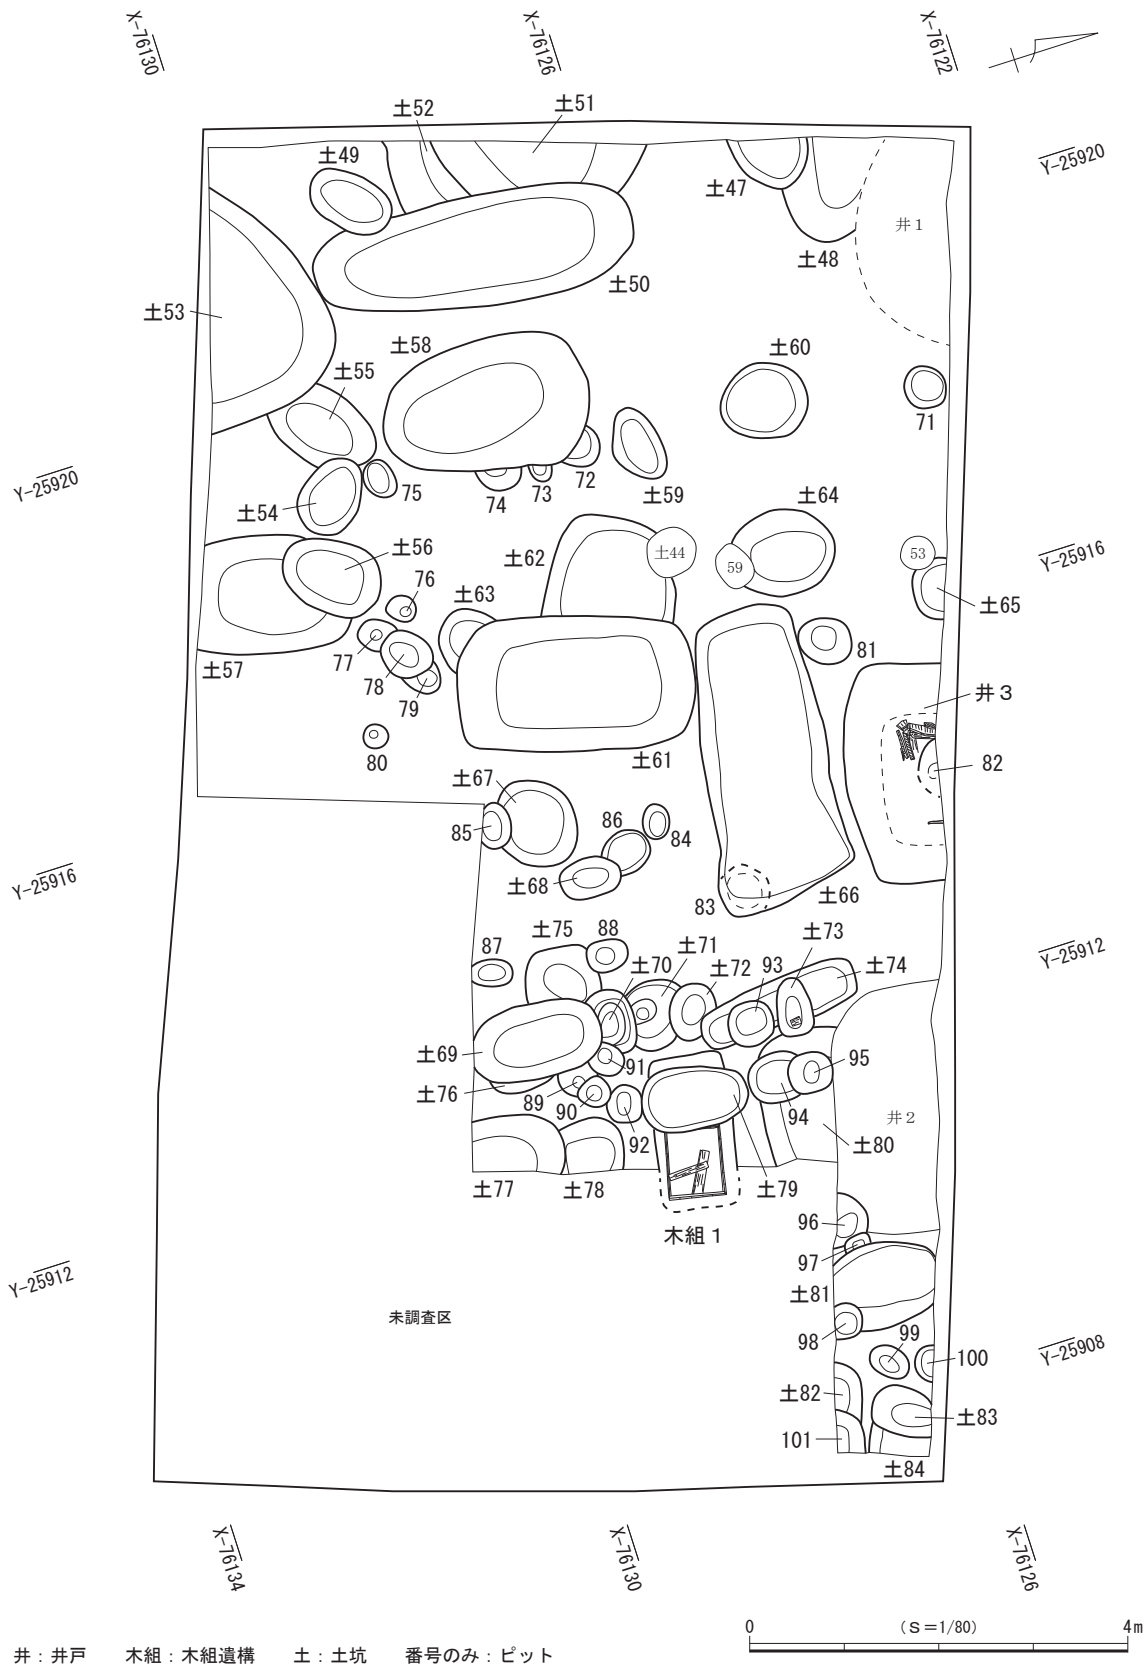 X-76130
X-76126
X-76122
土52
土51
土49
土47
Y-25920
井1
土48
土50
土53
土58
土60
土55
71
Y-25920
75
74
73
72
土59
土54
土64
土56
土62
土44
59
53
Y-25916
76
土63
土65
77
78
79
81
土57
井3
80
土61
82
土67
85
86
84
Y-25916
土68
83
土66
87
土75
88
土71
土73
土70
土72
93
土74
Y-25912
土69
91
95
土76
89
90
92
94
井2
土80
土77
土78
土79
木組1
96
97
Y-25912
土81
98
99
未調査区
100
Y-25908
土82
土83
101
土84
X-76134
X-76130
X-76126
0 (S=1/80) 4m
井:井戸 木組:木組遺構 土:土坑 番号のみ:ピット